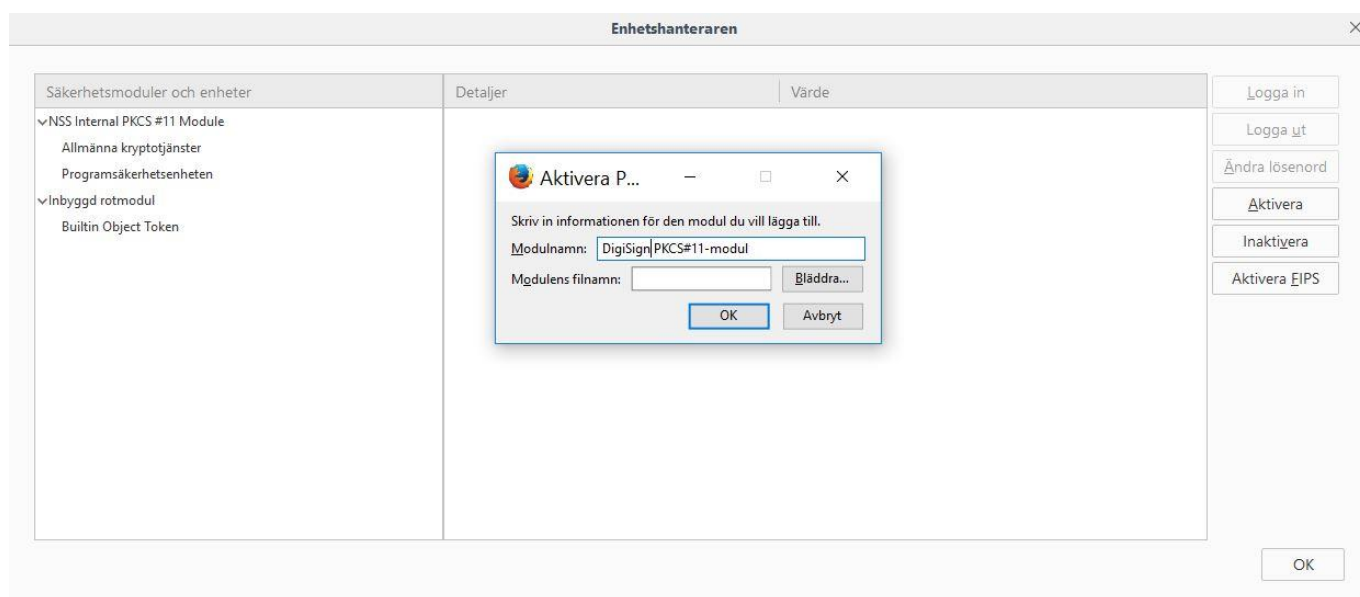 Enhetshanteraren
Säkerhetsmoduler och enheter
Detaljer
Värde
NSS Internal PKCS #11 Module
Allmänna kryptotjänster
Programsäkerhetsenheten
Inbyggd rotmodul
Builtin Object Token
Logga in
Logga ut
Ändra lösenord
Aktivera
Inaktivera
Aktivera FIPS
Aktivera P...
Skriv in informationen för den modul du vill lägga till.
Modulnamn: DigiSign PKCS#11-modul
Modulens filnamn: Bläddra...
OK Avbryt
OK